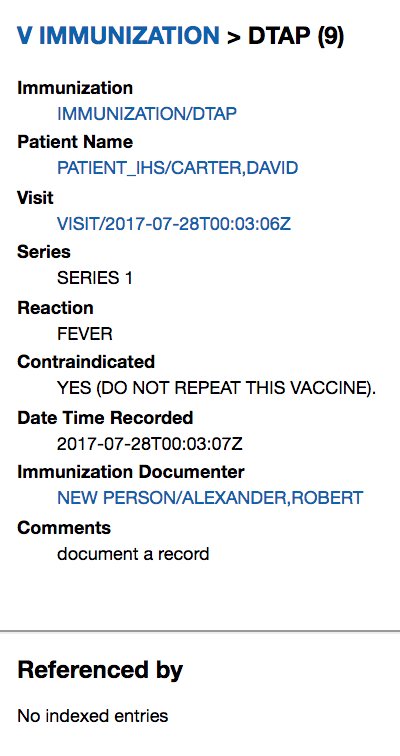 V IMMUNIZATION > DTAP (9)
Immunization
IMMUNIZATION/DTAP
Patient Name
PATIENT_IHS/CARTER,DAVID
Visit
VISIT/2017-07-28T00:03:06Z
Series
SERIES 1
Reaction
FEVER
Contraindicated
YES (DO NOT REPEAT THIS VACCINE).
Date Time Recorded
2017-07-28T00:03:07Z
Immunization Documenter
NEW PERSON/ALEXANDER,ROBERT
Comments
document a record
Referenced by
No indexed entries